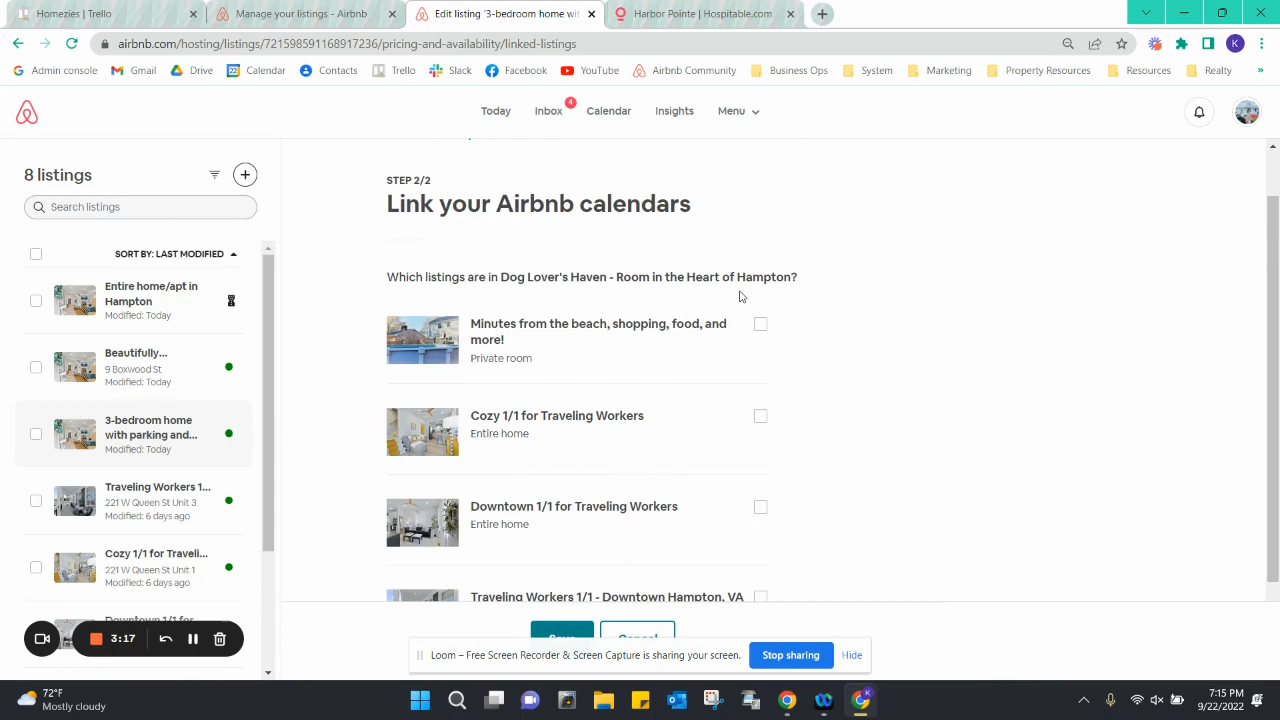 Homezies | Trello
Manage your listings - Airbnb
Edit listing '3-bedroom home wit
Harbor Pointe | Hospitable.com
airbnb.com/hosting/listings/721598591168917236/pricing-and-availability/linked-listings
K
Admin console
Gmail
Drive
Calendar
Contacts
Trello
Slack
Facebook
YouTube
Airbnb Community
Business Ops
System
Marketing
Property Resources
Resources
Realty
»
Today
Inbox
4
Calendar
Insights
Menu
8 listings
Search listings
SORT BY: LAST MODIFIED
Entire home/apt in
Hampton
Modified: Today
Beautifully...
9 Boxwood St
Modified: Today
3-bedroom home
with parking and...
Modified: Today
Traveling Workers 1...
221 W Queen St Unit 3
Modified: 6 days ago
Cozy 1/1 for Traveli...
221 W Queen St Unit 1
Modified: 6 days ago
Downtown 1/1 for
3:17
STEP 2/2
Link your Airbnb calendars
Which listings are in Dog Lover's Haven - Room in the Heart of Hampton?
Minutes from the beach, shopping, food, and
more!
Private room
Cozy 1/1 for Traveling Workers
Entire home
Downtown 1/1 for Traveling Workers
Entire home
Traveling Workers 1/1 - Downtown Hampton, VA
Save
Cancel
Loom – Free Screen Recorder & Screen Capture is sharing your screen.
Stop sharing
Hide
72°F
Mostly cloudy
K
7:15 PM
9/22/2022